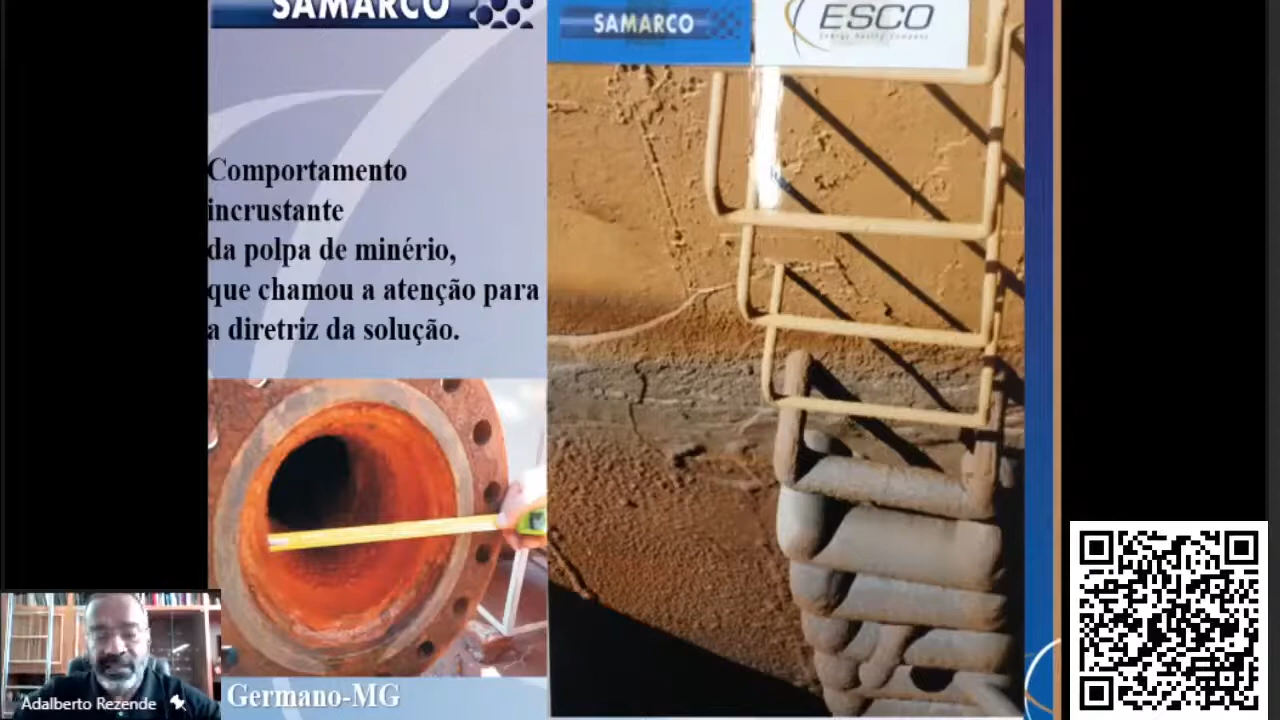 SAMARCO
SAMARCO
ESCO
Comportamento
incrustante
da polpa de minério,
que chamou a atenção para
a diretriz da solução.
Germano-MG
Adalberto Rezende